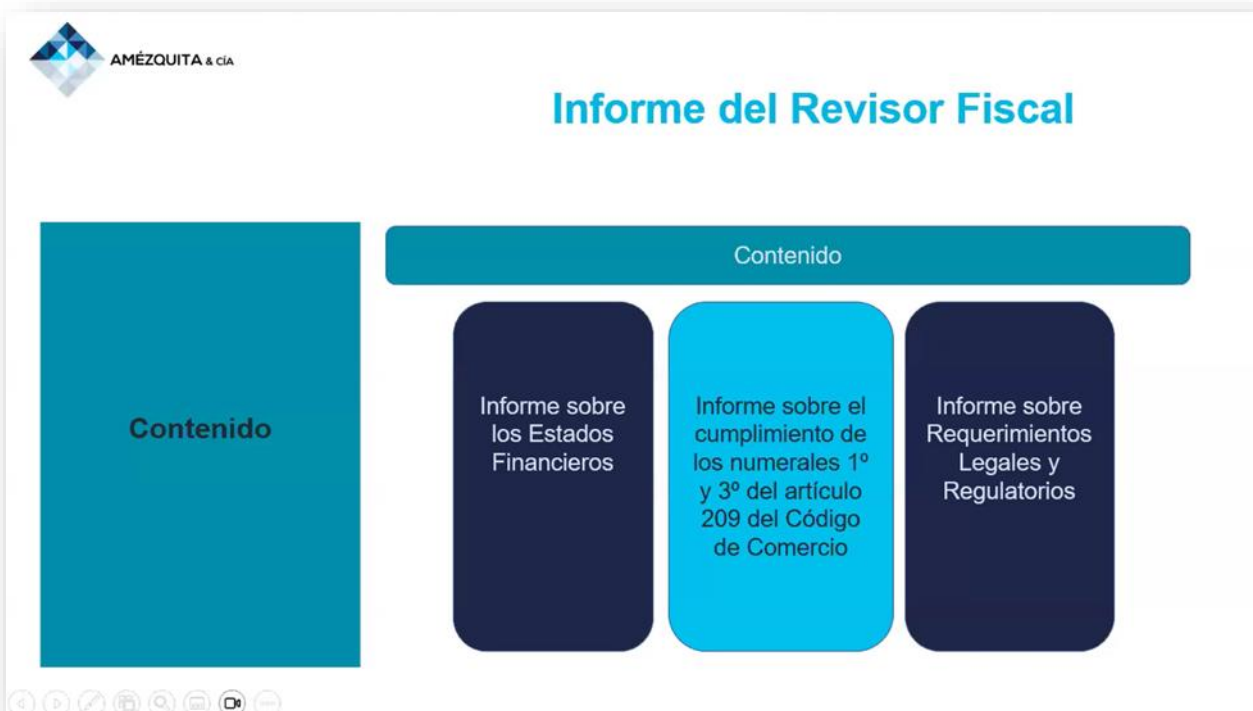 AMÉZQUITA & CÍA
Informe del Revisor Fiscal
Contenido
Contenido
Informe sobre
los Estados
Financieros
Informe sobre el
cumplimiento de
los numerales 1º
y 3º del artículo
209 del Código
de Comercio
Informe sobre
Requerimientos
Legales y
Regulatorios